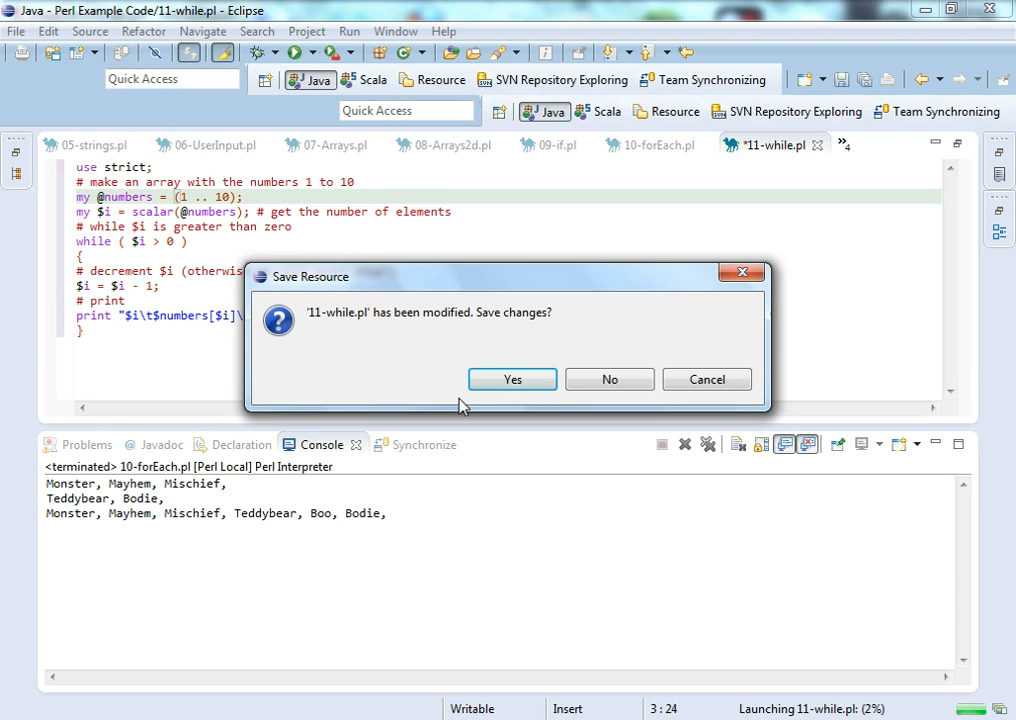 Java - Perl Example Code/11-while.pl - Eclipse
File Edit Source Refactor Navigate Search Project Run Window Help
Quick Access Java Scala Resource SVN Repository Exploring Team Synchronizing
Quick Access Java Scala Resource SVN Repository Exploring Team Synchronizing
05-strings.pl 06-UserInput.pl 07-Arrays.pl 08-Arrays2d.pl 09-if.pl 10-forEach.pl *11-while.pl »4
use strict;
# make an array with the numbers 1 to 10
my @numbers = (1 .. 10);
my $i = scalar(@numbers); # get the number of elements
# while $i is greater than zero
while ( $i > 0 )
{
# decrement $i (otherwis
$i = $i - 1;
# print
print "$i\t$numbers[$i]\
}
Save Resource
'11-while.pl' has been modified. Save changes?
Yes No Cancel
Problems @ Javadoc Declaration Console Synchronize
<terminated> 10-forEach.pl [Perl Local] Perl Interpreter
Monster, Mayhem, Mischief,
Teddybear, Bodie,
Monster, Mayhem, Mischief, Teddybear, Boo, Bodie,
Writable Insert 3 : 24 Launching 11-while.pl: (2%)